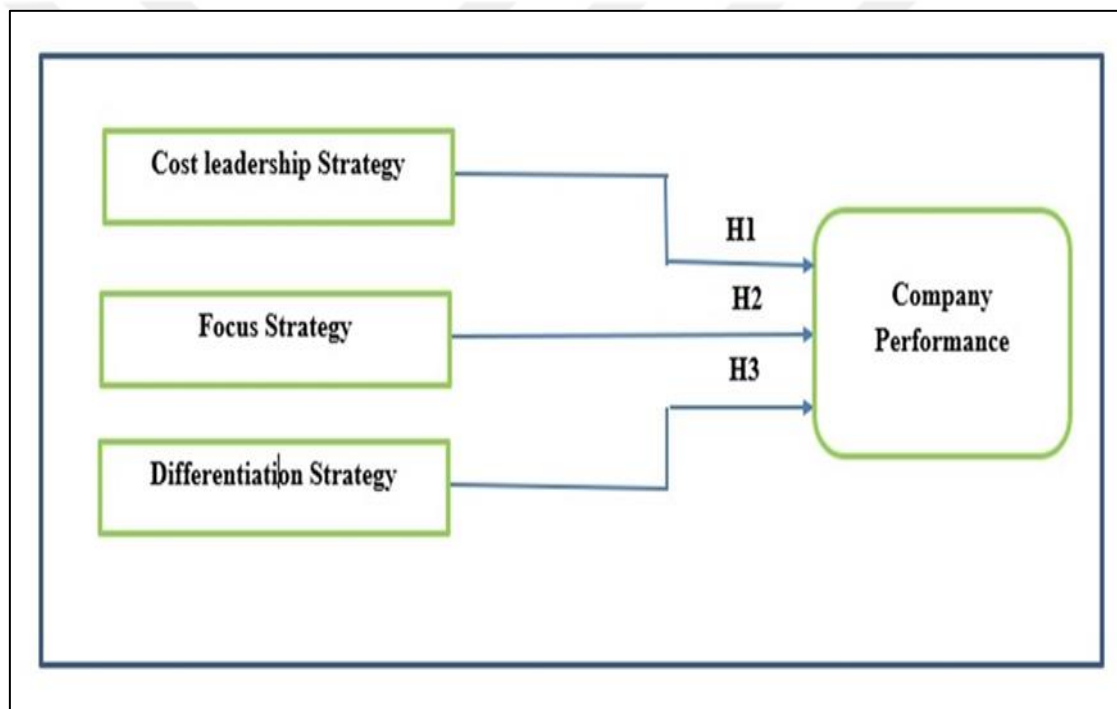 Cost leadership Strategy
H1
Focus Strategy
H2
Company
Performance
H3
Differentiation Strategy